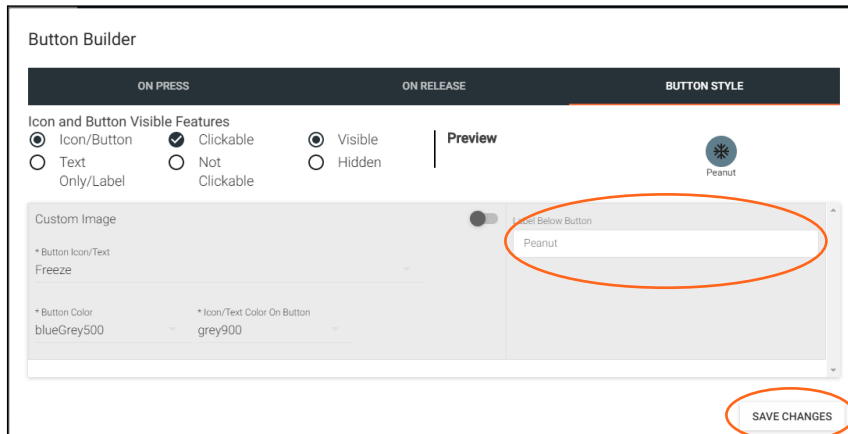 Button Builder
ON PRESS ON RELEASE BUTTON STYLE
Icon and Button Visible Features
Icon/Button Clickable Visible Preview
Text Only/Label Not Clickable Hidden
Peanut
Custom Image
Label Below Button
Peanut
* Button Icon/Text
Freeze
* Button Color * Icon/Text Color On Button
blueGrey500 grey900
SAVE CHANGES